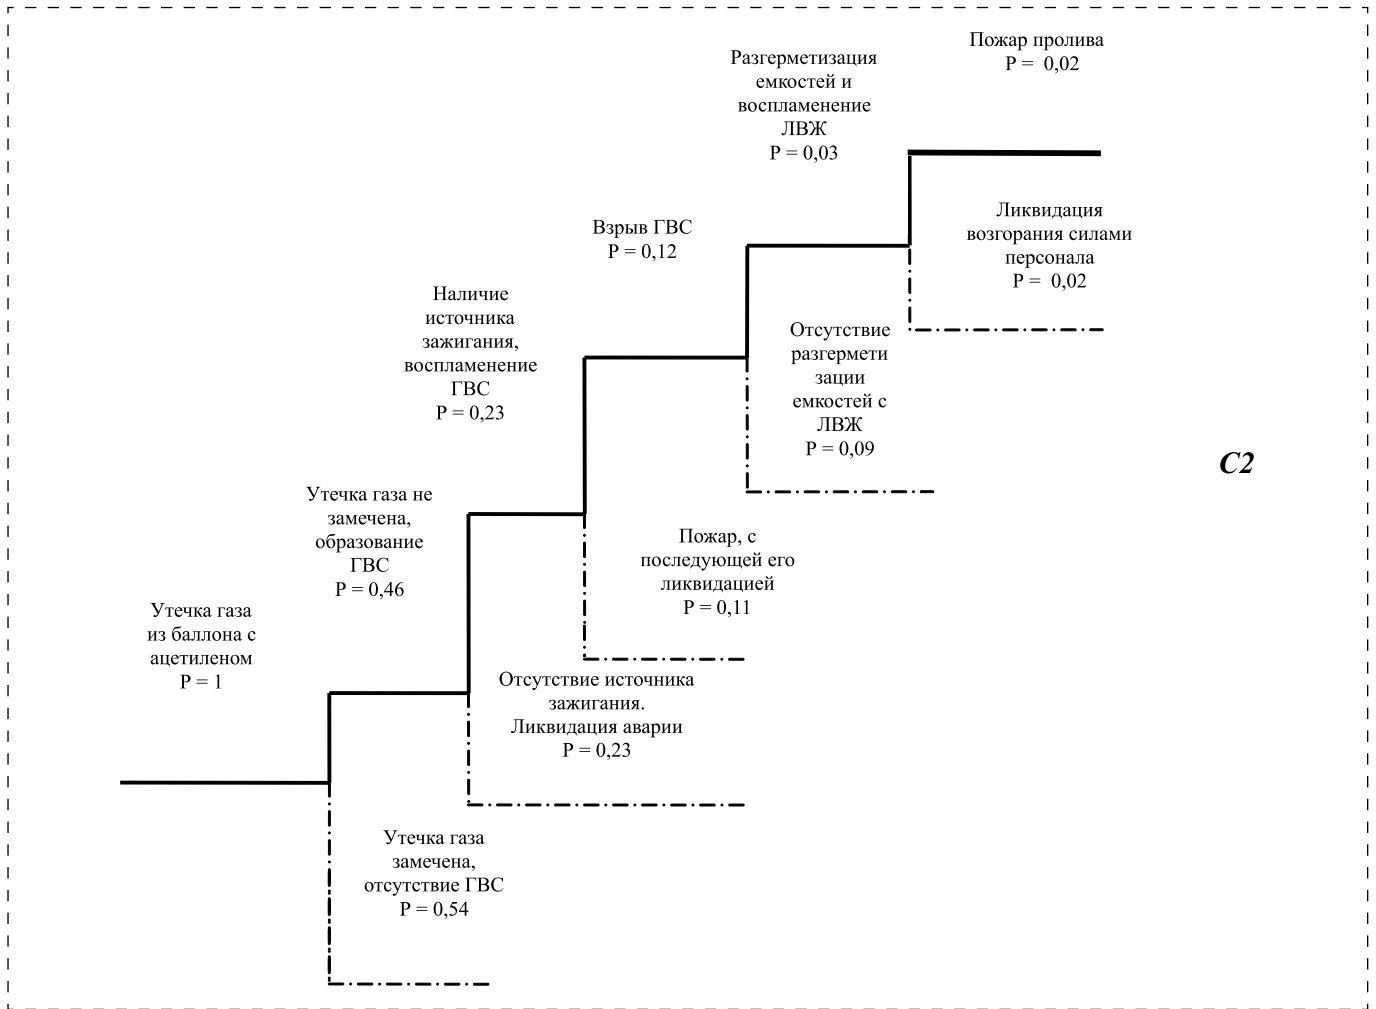 Пожар пролива
P = 0,02
Разгерметизация
емкостей и
воспламенение
ЛВЖ
P = 0,03
Ликвидация
возгорания силами
персонала
P = 0,02
Взрыв ГВС
P = 0,12
Наличие
источника
зажигания,
воспламенение
ГВС
P = 0,23
Отсутствие
разгермети
зации
емкостей с
ЛВЖ
P = 0,09
C2
Утечка газа не
замечена,
образование
ГВС
P = 0,46
Пожар, с
последующей его
ликвидацией
P = 0,11
Утечка газа
из баллона с
ацетиленом
P = 1
Отсутствие источника
зажигания.
Ликвидация аварии
P = 0,23
Утечка газа
замечена,
отсутствие ГВС
P = 0,54